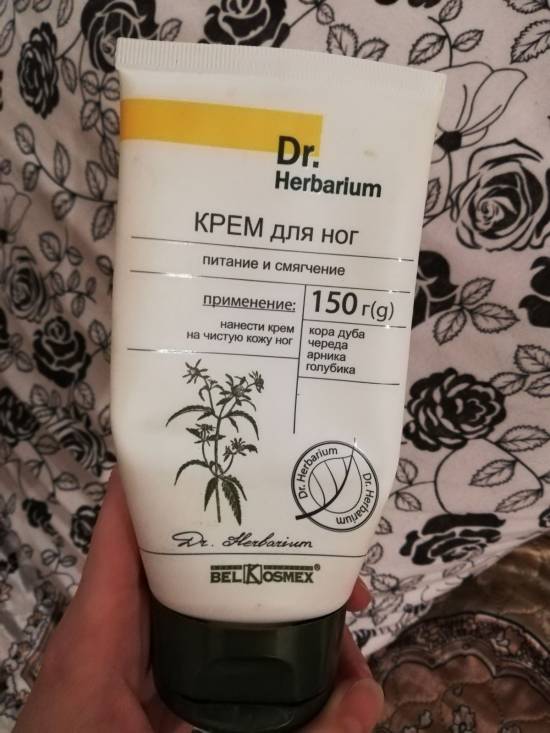 Dr.
Herbarium
КРЕМ ДЛЯ НОГ
питание и смягчение
применение:
нанести крем
на чистую кожу ног
150 г(g)
кора дуба
череда
арника
голубика
Dr. Herbarium
Dr. Herbarium
Dr. Herbarium
BELKOSMEX®